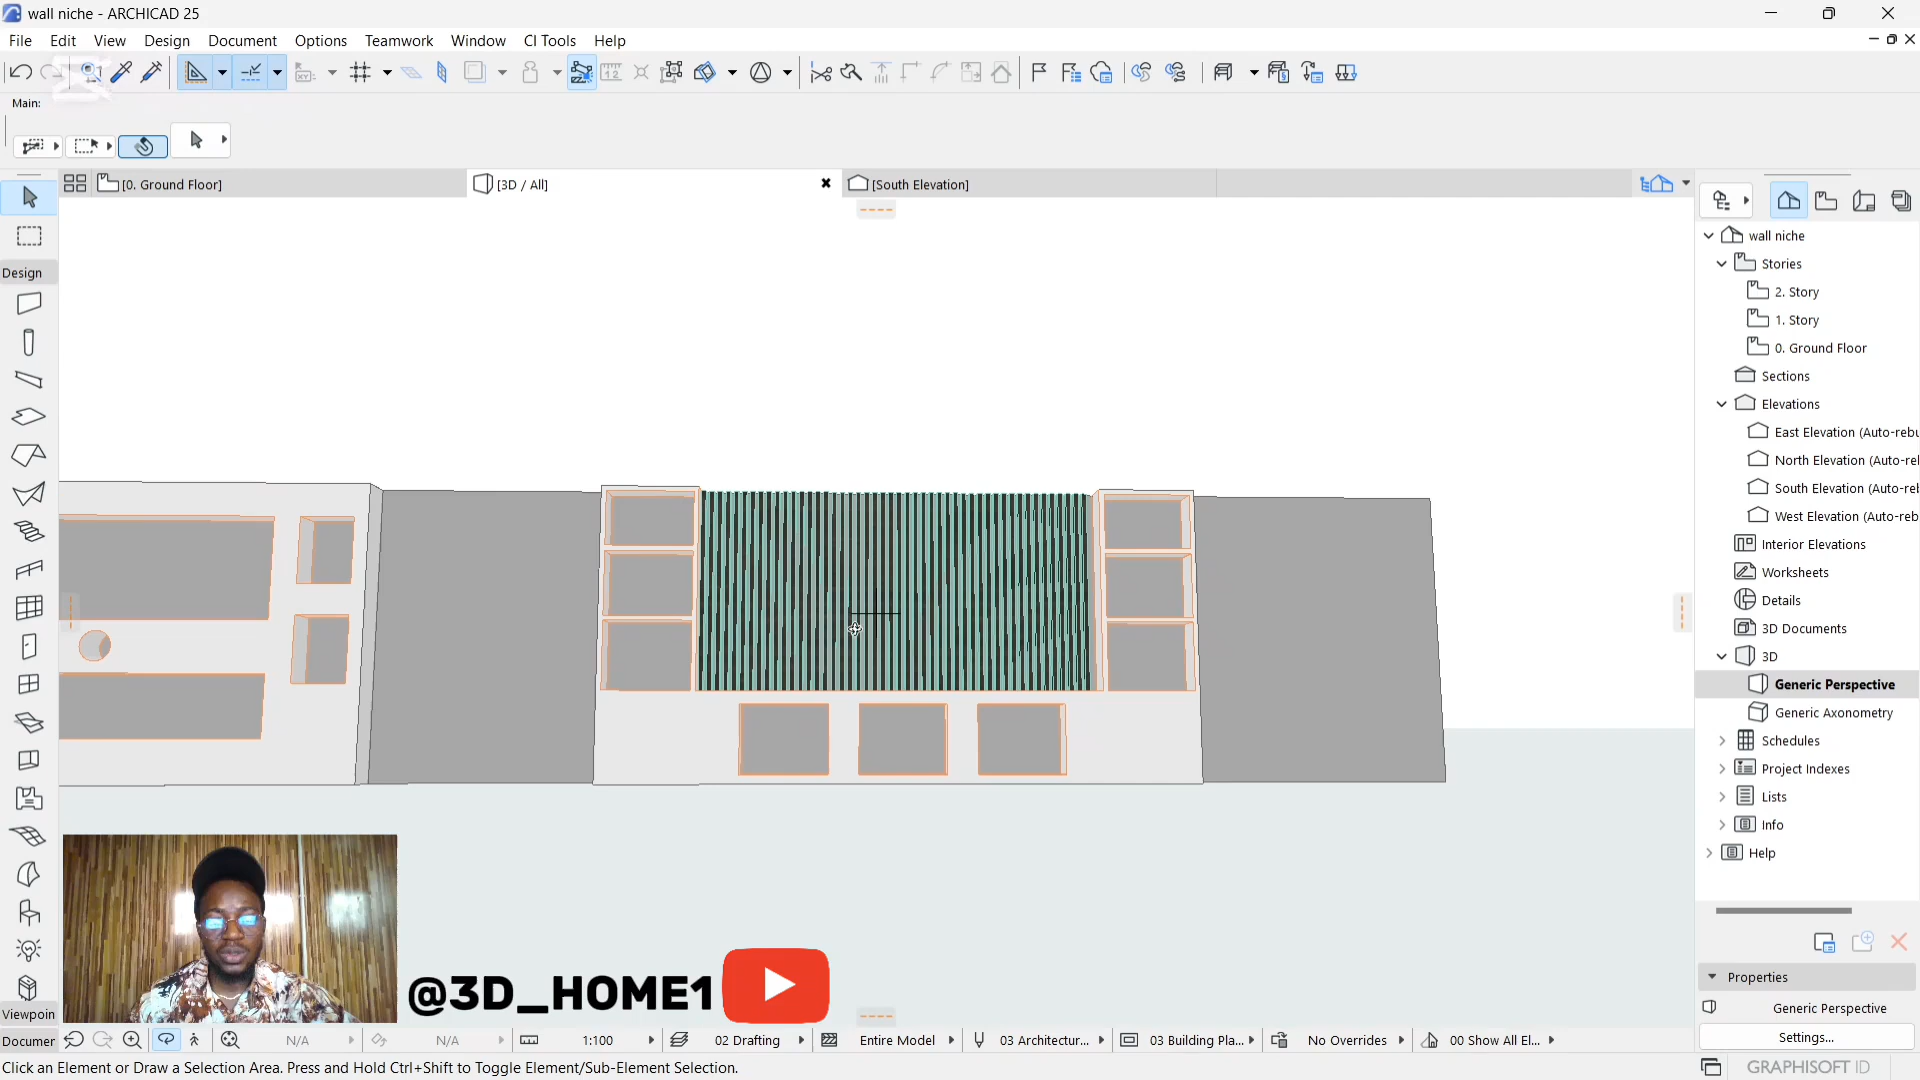 wall niche - ARCHICAD 25
File Edit View Design Document Options Teamwork Window CI Tools Help
Main:
[0. Ground Floor] [3D / All] [South Elevation]
Design
wall niche
Stories
2. Story
1. Story
0. Ground Floor
Sections
Elevations
East Elevation (Auto-rebu
North Elevation (Auto-rel
South Elevation (Auto-re
West Elevation (Auto-reb
Interior Elevations
Worksheets
Details
3D Documents
3D
Generic Perspective
Generic Axonometry
Schedules
Project Indexes
Lists
Info
Help
Properties
Generic Perspective
Settings...
@3D_HOME1
Viewpoin
Documer N/A N/A 1:100 02 Drafting Entire Model 03 Architectur... 03 Building Pla... No Overrides 00 Show All El...
Click an Element or Draw a Selection Area. Press and Hold Ctrl+Shift to Toggle Element/Sub-Element Selection.
GRAPHISOFT ID